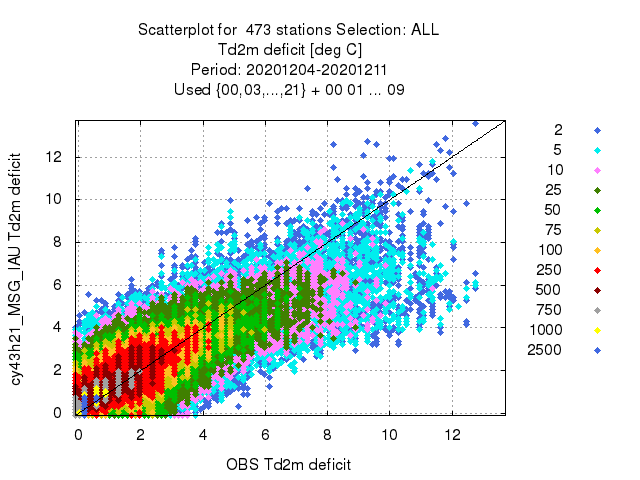 Scatterplot for 473 stations Selection: ALL
Td2m deficit [deg C]
Period: 20201204-20201211
Used {00,03,...,21} + 00 01 ... 09
cy43h21_MSG_IAU Td2m deficit
12
10
8
6
4
2
0
0 2 4 6 8 10 12
OBS Td2m deficit
2
5
10
25
50
75
100
250
500
750
1000
2500